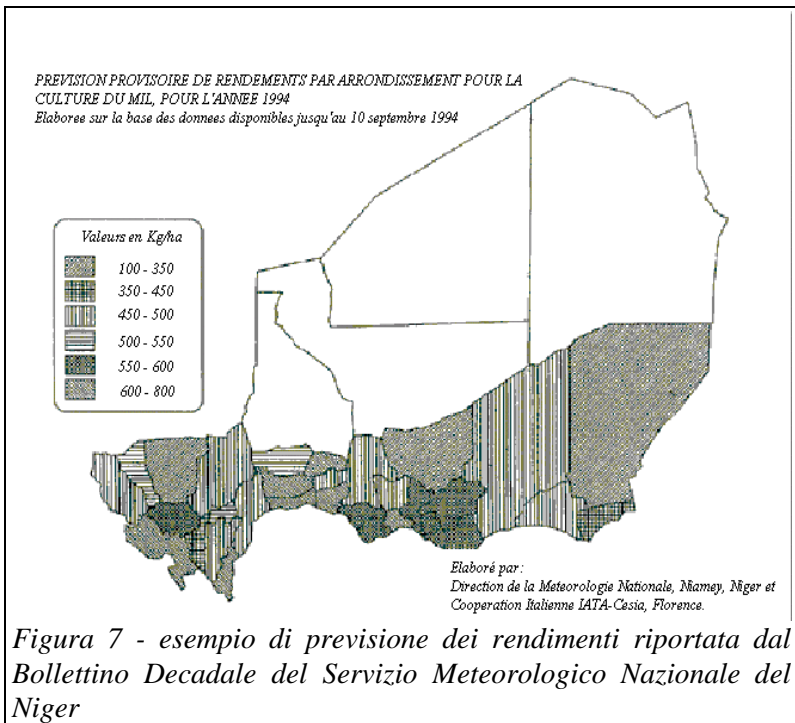 PREVISION PROVISOIRE DE RENDEMENTS PAR ARRONDISSEMENT POUR LA
CULTURE DU MIL, POUR L'ANNEE 1994
Elaboree sur la base des donnees disponibles jusqu'au 10 septembre 1994
Valeurs en Kg/ha
100 - 350
350 - 450
450 - 500
500 - 550
550 - 600
600 - 800
Elaboré par:
Direction de la Meteorologie Nationale, Niamey, Niger et
Cooperation Italienne IATA-Cesia, Florence.
Figura 7 - esempio di previsione dei rendimenti riportata dal
Bollettino Decadale del Servizio Meteorologico Nazionale del
Niger